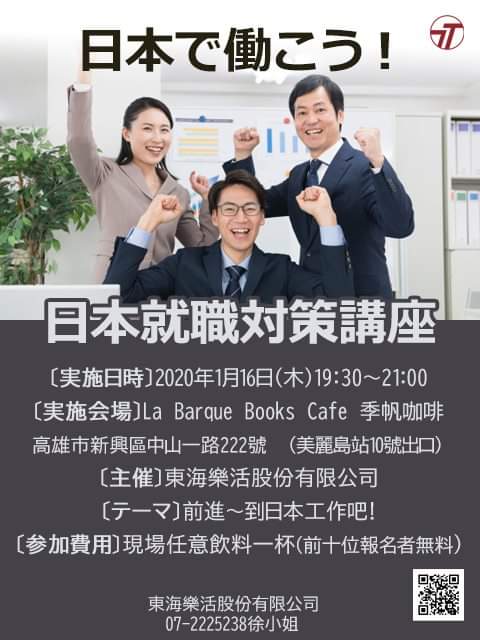 日本で働こう！
日本就職対策講座
〔実施日時〕2020年1月16日(木)19:30～21:00
〔実施会場〕La Barque Books Cafe 季帆咖啡
高雄市新興區中山一路222號 （美麗島站10號出口）
〔主催〕東海樂活股份有限公司
〔テーマ〕前進～到日本工作吧!
〔参加費用〕現場任意飲料一杯(前十位報名者無料)
東海樂活股份有限公司
07-2225238徐小姐